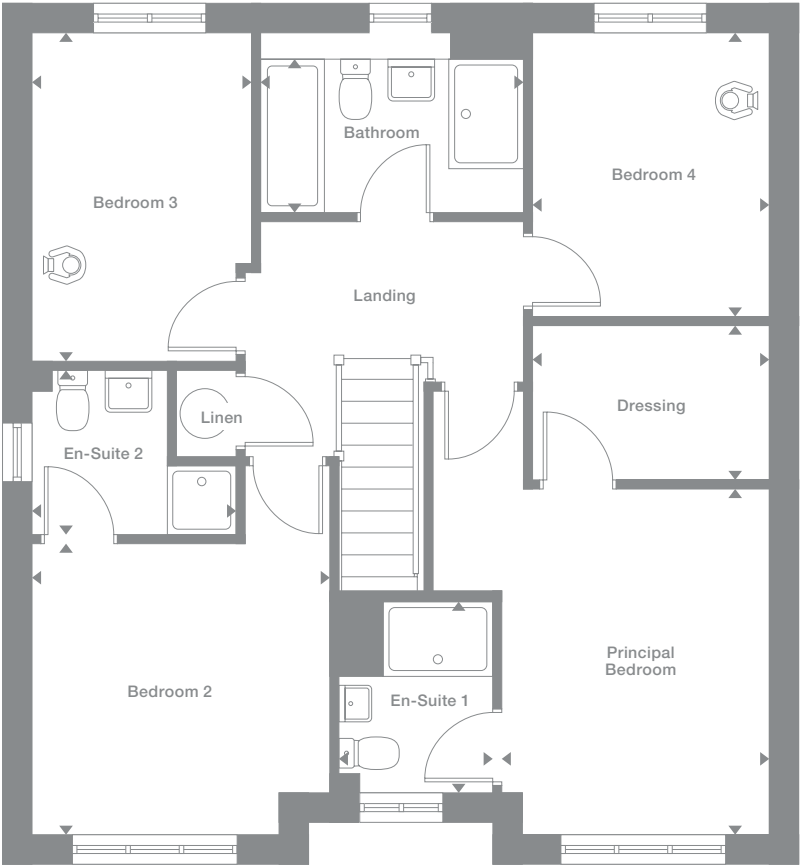 Bathroom
Bedroom 4
Bedroom 3
Landing
Dressing
Linen
En-Suite 2
Principal
Bedroom
Bedroom 2
En-Suite 1